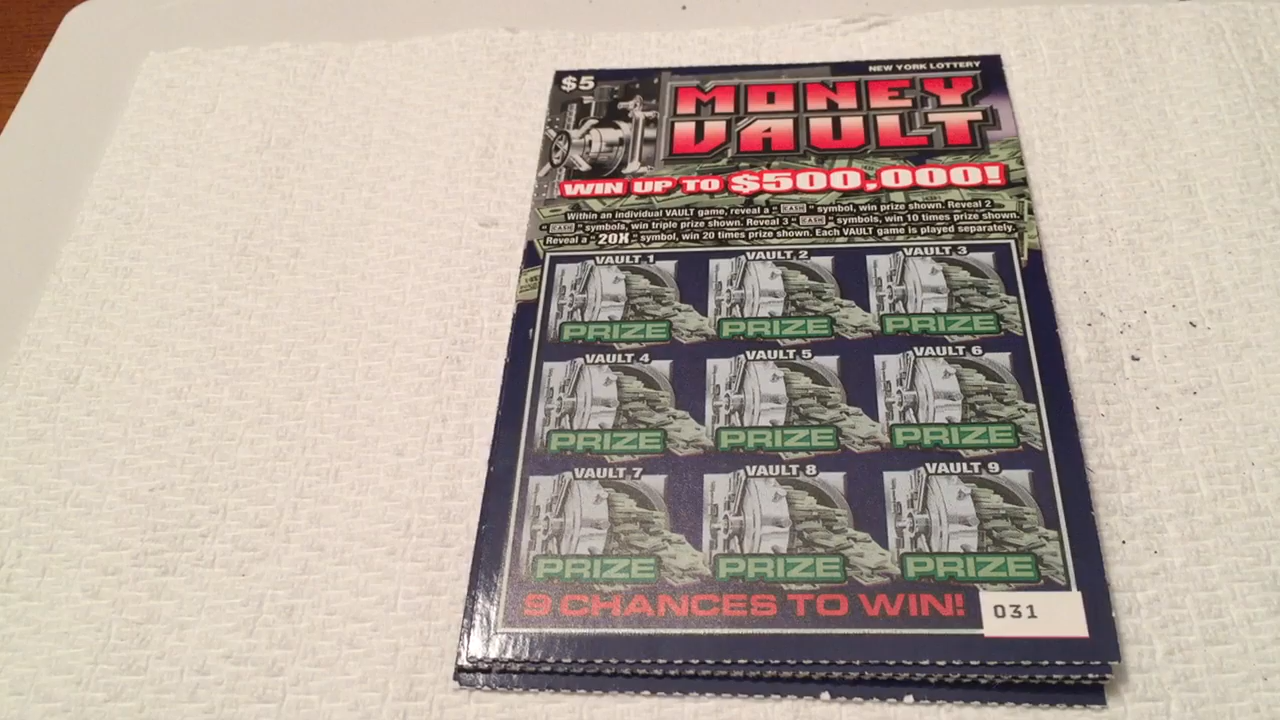 $5
NEW YORK LOTTERY
MONEY
VAULT
WIN UP TO $500,000!
Within an individual VAULT game, reveal a "CASH" symbol, win prize shown. Reveal 2
"CASH" symbols, win triple prize shown. Reveal 3 "CASH" symbols, win 10 times prize shown.
Reveal a "20X" symbol, win 20 times prize shown. Each VAULT game is played separately.
VAULT 1 VAULT 2 VAULT 3
PRIZE PRIZE PRIZE
VAULT 4 VAULT 5 VAULT 6
PRIZE PRIZE PRIZE
VAULT 7 VAULT 8 VAULT 9
PRIZE PRIZE PRIZE
9 CHANCES TO WIN!
031